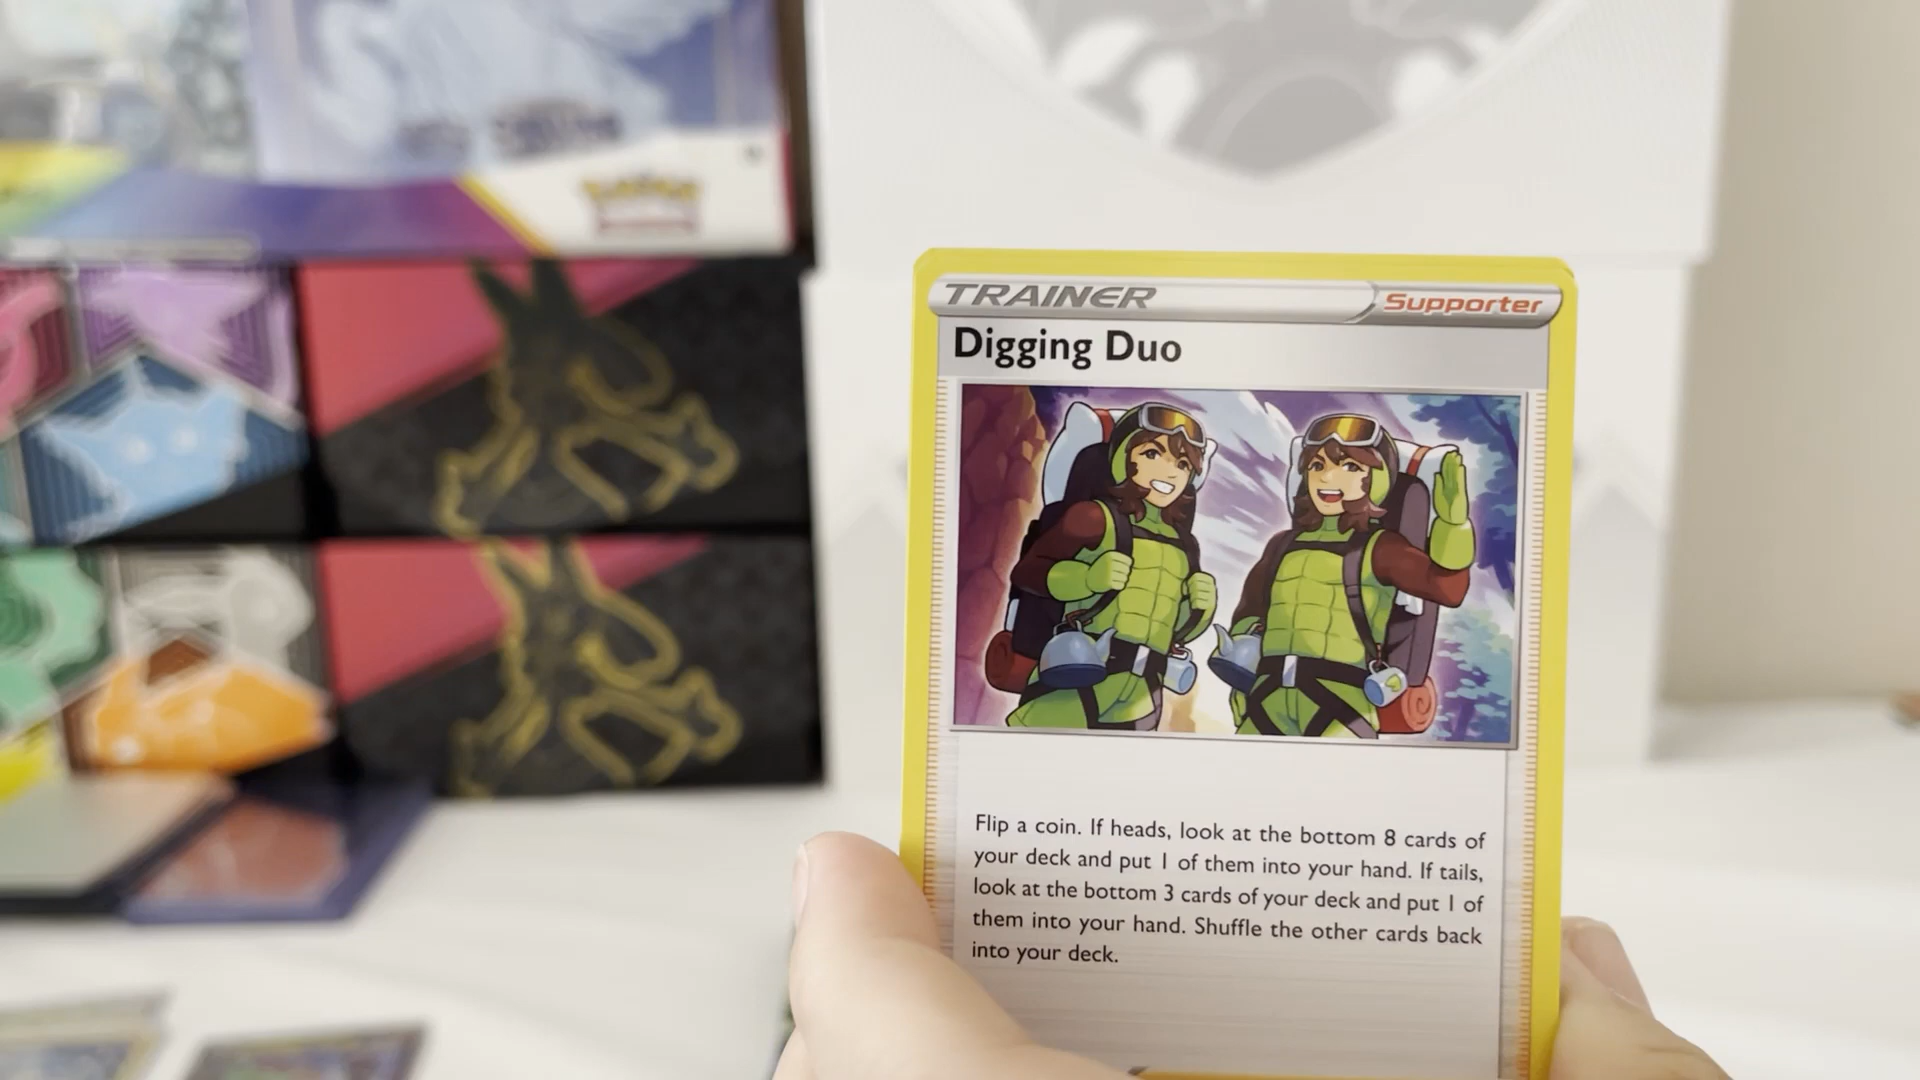 POKÉMON
TRAINER
Supporter
Digging Duo
Flip a coin. If heads, look at the bottom 8 cards of
your deck and put 1 of them into your hand. If tails,
look at the bottom 3 cards of your deck and put 1 of
them into your hand. Shuffle the other cards back
into your deck.